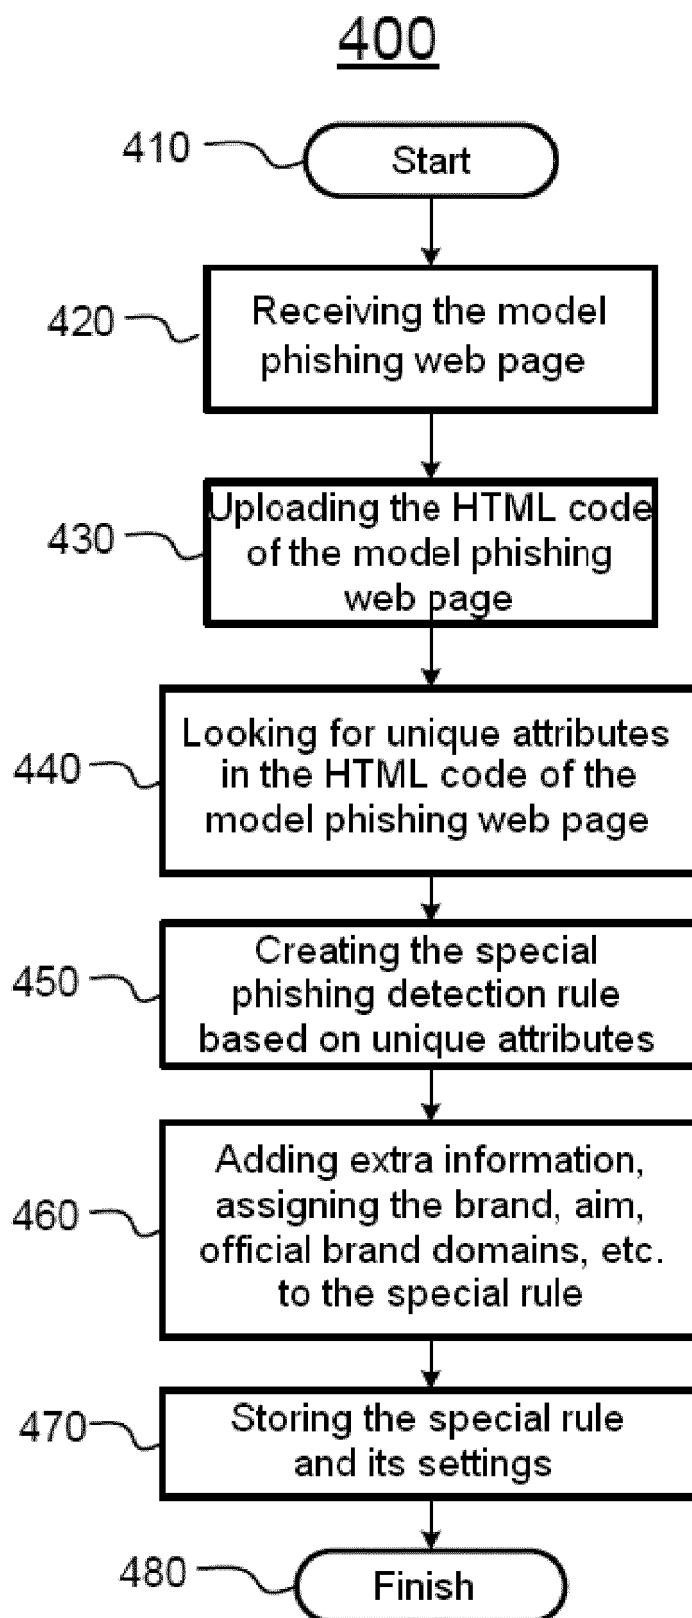 400
410
Start
420
Receiving the model
phishing web page
430
Uploading the HTML code
of the model phishing
web page
440
Looking for unique attributes
in the HTML code of the
model phishing web page
450
Creating the special
phishing detection rule
based on unique attributes
460
Adding extra information,
assigning the brand, aim,
official brand domains, etc.
to the special rule
470
Storing the special rule
and its settings
480
Finish